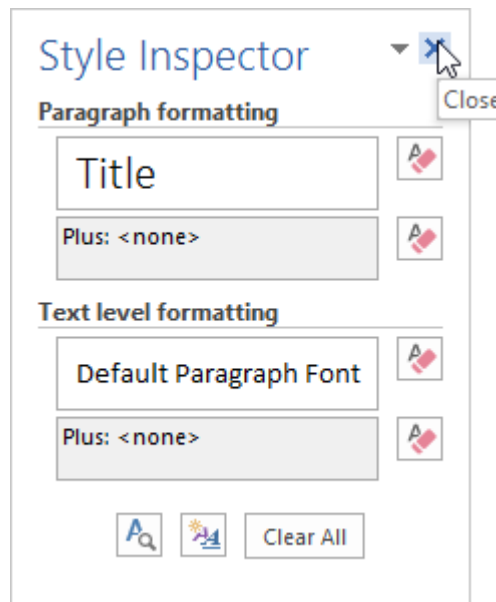 Style Inspector
Close
Paragraph formatting
Title
Plus: <none>
Text level formatting
Default Paragraph Font
Plus: <none>
Clear All